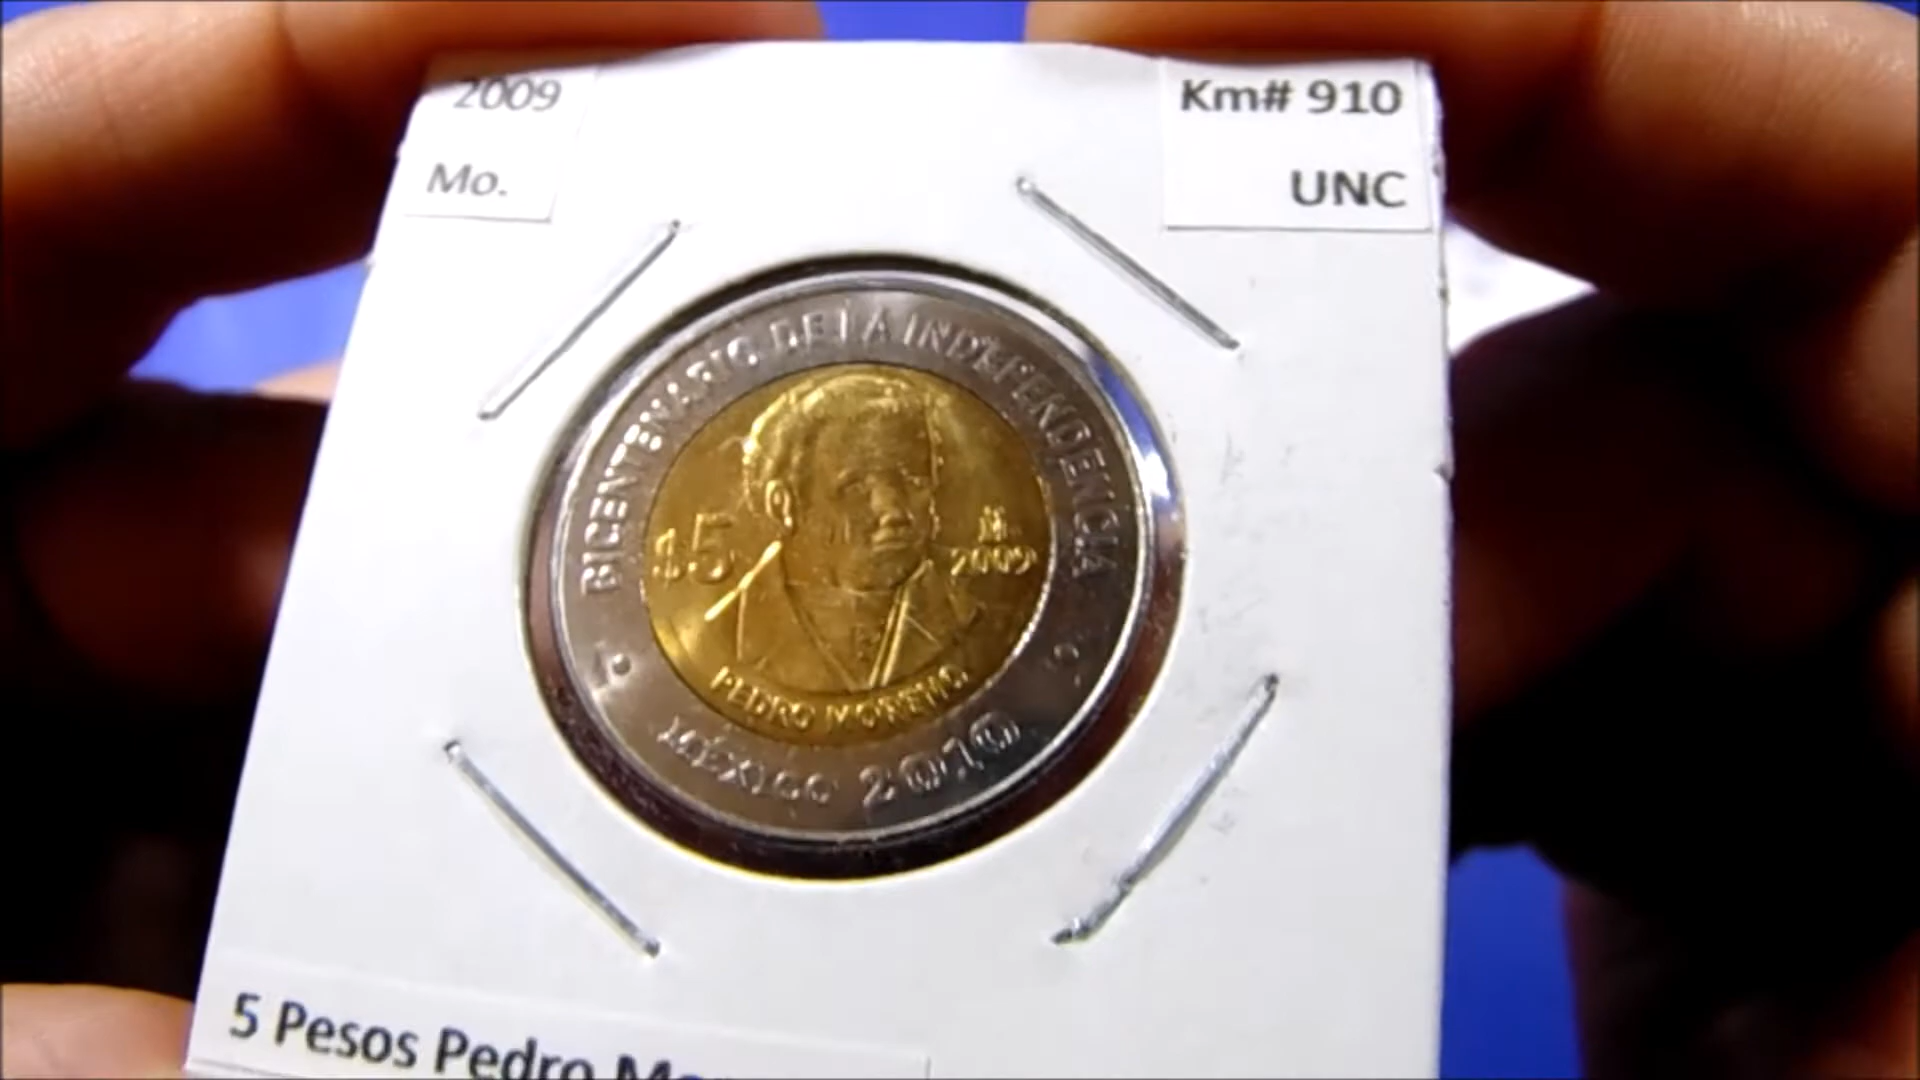 2009
Km# 910
Mo.
UNC
BICENTENARIO DE LA INDEPENDENCIA
$5
M
2009
PEDRO MORENO
MÉXICO 2010
5 Pesos Pedro